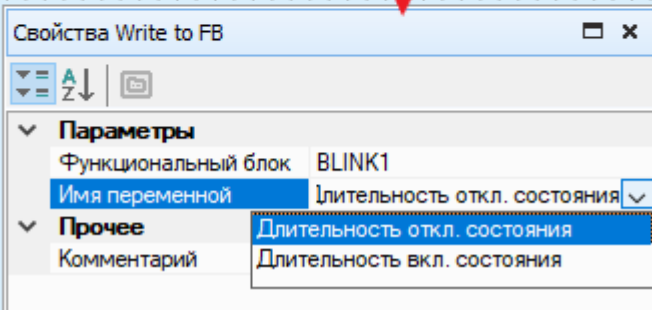 Свойства Write to FB
Параметры
Функциональный блок BLINK1
Имя переменной Длительность откл. состояния
Прочее
Длительность откл. состояния
Комментарий
Длительность вкл. состояния